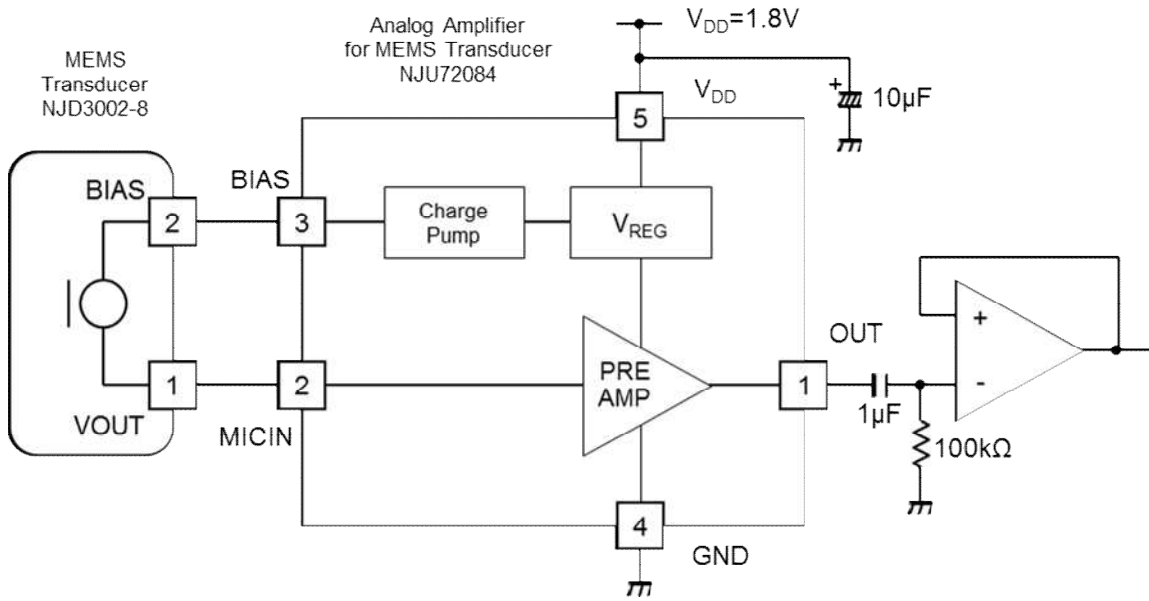 MEMS
Transducer
NJD3002-8
Analog Amplifier
for MEMS Transducer
NJU72084
V_DD=1.8V
+
10µF
V_DD
5
BIAS
2
BIAS
3
Charge
Pump
V_REG
1
VOUT
2
MICIN
PRE
AMP
1
OUT
1µF
100kΩ
+
-
4
GND